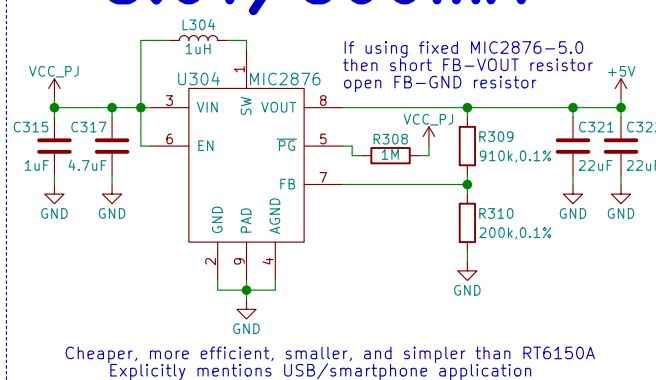 L304
1uH
If using fixed MIC2876-5.0
then short FB-VOUT resistor
open FB-GND resistor
VCC_PJ
U304
MIC2876
+5V
1
SW
3
VIN
VOUT
8
C315
C317
VCC_PJ
C321
6
EN
PG
5
R308
1M
R309
910k,0.1%
1uF
4.7uF
22uF
FB
7
GND
GND
GND
GND
R310
200k,0.1%
GND
PAD
AGND
2
9
4
GND
GND
Cheaper, more efficient, smaller, and simpler than RT6150A
Explicitly mentions USB/smartphone application